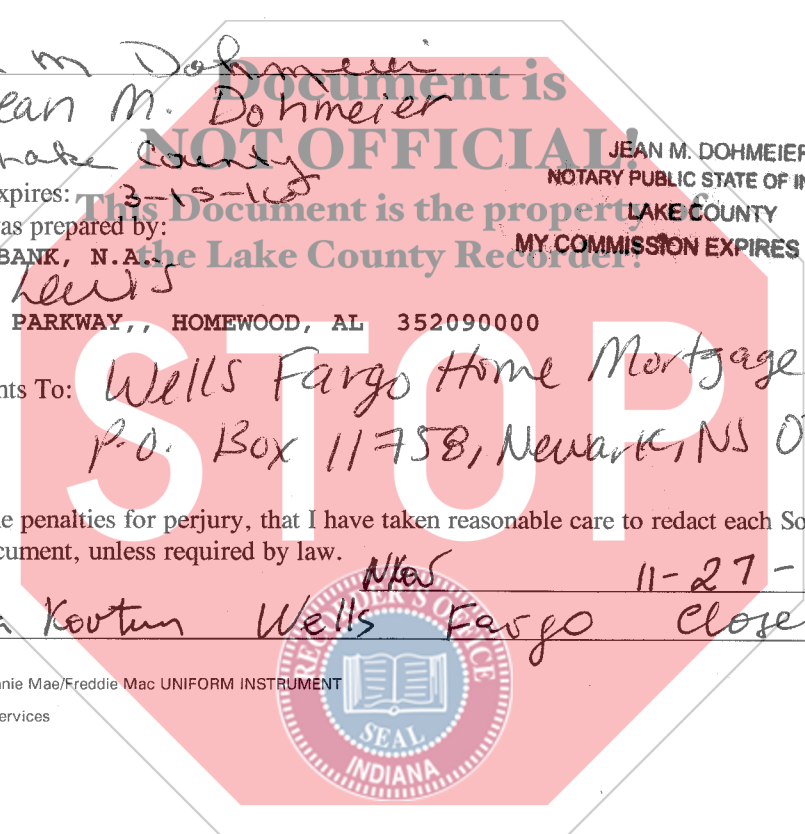 m Dohmeier
ean M. Dohmeier
Document is
NOT OFFICIAL!
This Document is the property of
the Lake County Recorder!
Lake County
JEAN M. DOHMEIER
NOTARY PUBLIC STATE OF IN
LAKE COUNTY
MY COMMISSION EXPIRES
xpires: 3-15-
was prepared by:
BANK, N.A.
Lewis
PARKWAY,, HOMEWOOD, AL 352090000
nts To: Wells Fargo Home Mortgage
P.O. Box 11758, Newark, NJ 0
STOP
e penalties for perjury, that I have taken reasonable care to redact each So
cument, unless required by law.
11-27-
a Kovtun Wells Fargo Close
nie Mae/Freddie Mac UNIFORM INSTRUMENT
ervices
RECORDER'S OFFICE
SEAL
INDIANA